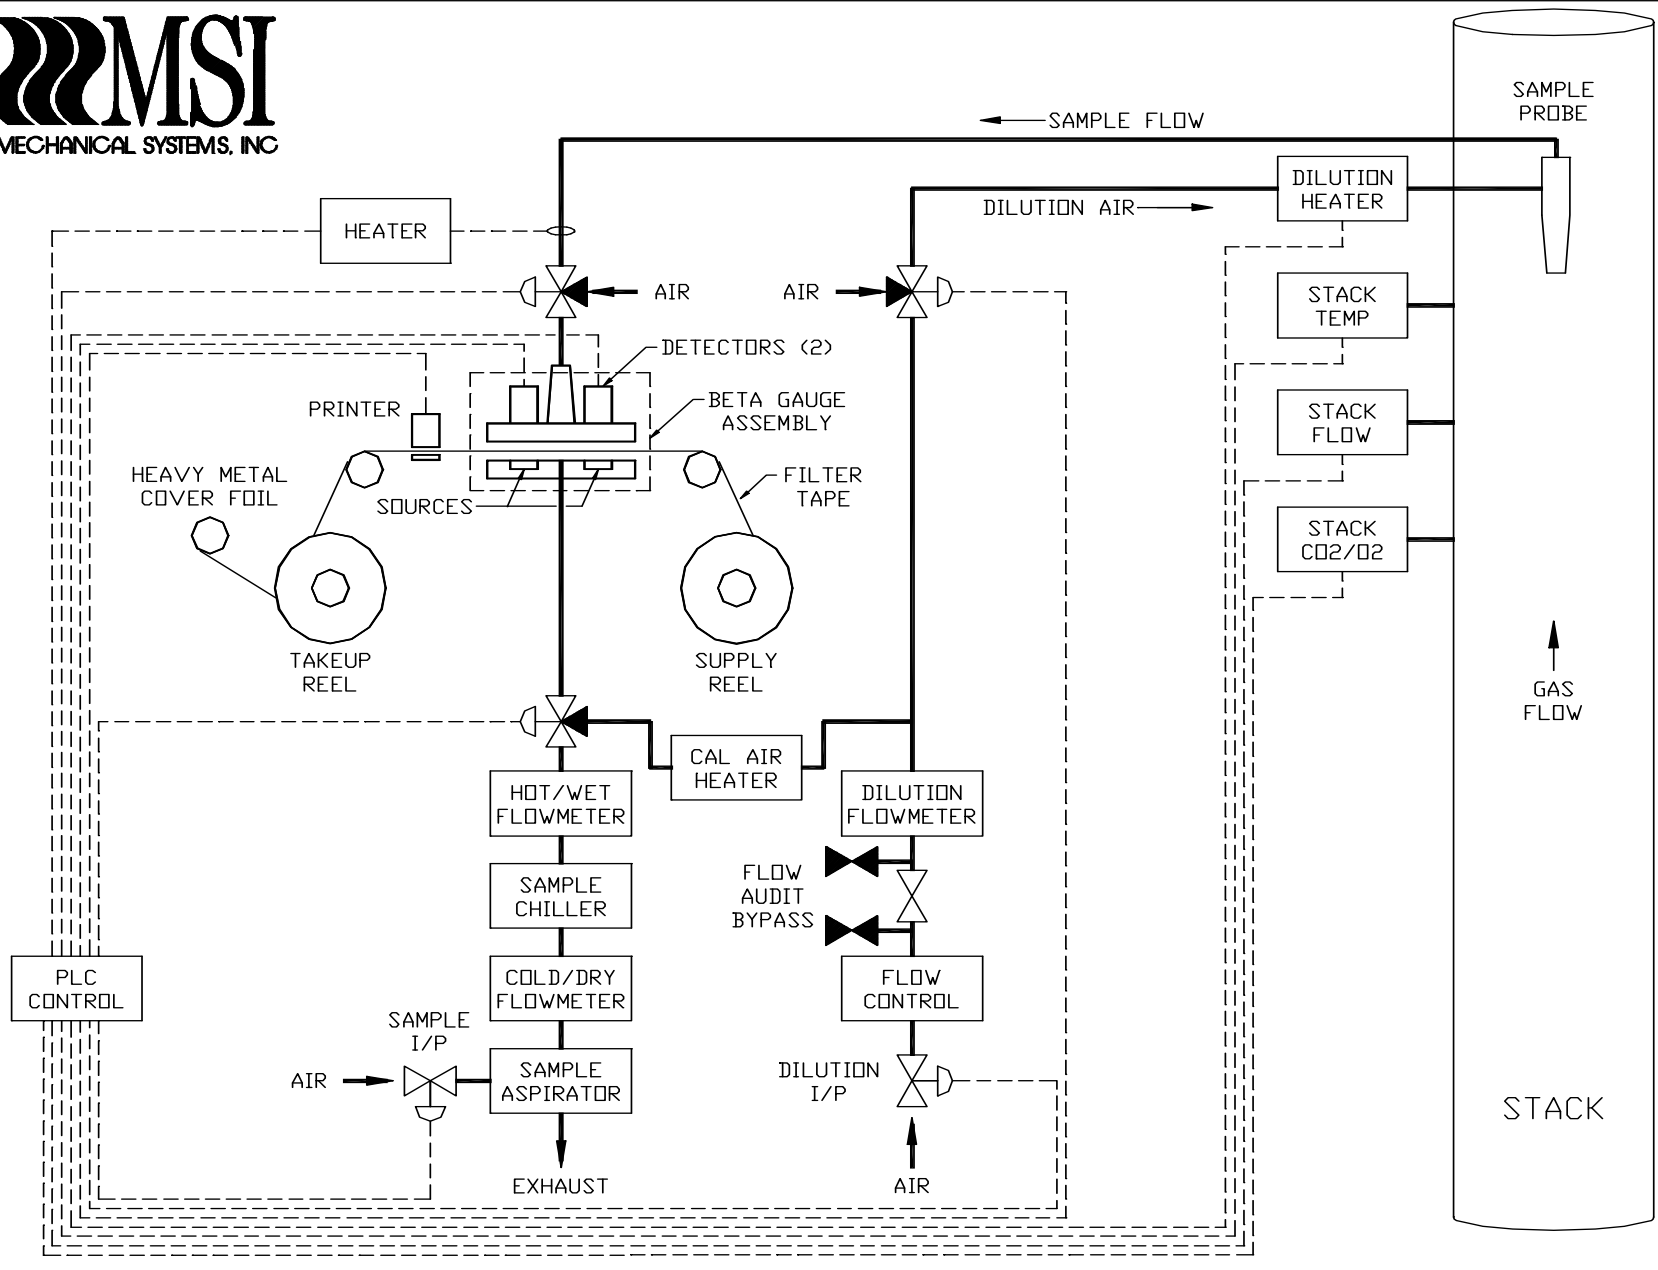 MSI
MECHANICAL SYSTEMS, INC
SAMPLE
PROBE
SAMPLE FLOW
DILUTION
HEATER
DILUTION AIR
HEATER
AIR
AIR
STACK
TEMP
DETECTORS (2)
PRINTER
BETA GAUGE
ASSEMBLY
STACK
FLOW
HEAVY METAL
COVER FOIL
SOURCES
FILTER
TAPE
STACK
CO2/O2
TAKEUP
REEL
SUPPLY
REEL
GAS
FLOW
CAL AIR
HEATER
HOT/WET
FLOWMETER
DILUTION
FLOWMETER
SAMPLE
CHILLER
FLOW
AUDIT
BYPASS
PLC
CONTROL
COLD/DRY
FLOWMETER
FLOW
CONTROL
SAMPLE
I/P
AIR
SAMPLE
ASPIRATOR
DILUTION
I/P
STACK
EXHAUST
AIR